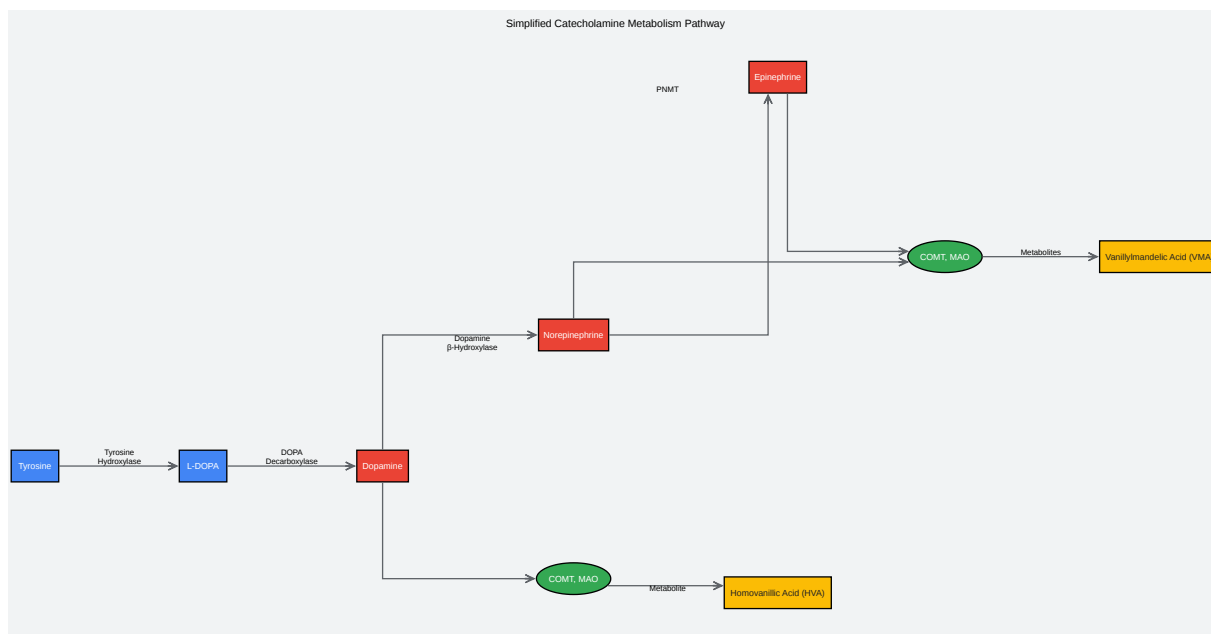 Simplified Catecholamine Metabolism Pathway
Epinephrine
PNMT
COMT, MAO
Metabolites
Vanillylmandelic Acid (VMA
Norepinephrine
Dopamine
β-Hydroxylase
Tyrosine
Tyrosine
Hydroxylase
L-DOPA
DOPA
Decarboxylase
Dopamine
COMT, MAO
Metabolite
Homovanillic Acid (HVA)